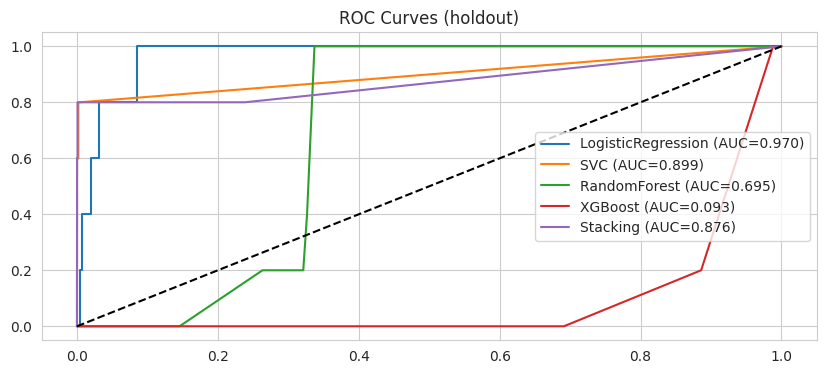 ROC Curves (holdout)
1.0
0.8
0.6
0.4
0.2
0.0
LogisticRegression (AUC=0.970)
SVC (AUC=0.899)
RandomForest (AUC=0.695)
XGBoost (AUC=0.093)
Stacking (AUC=0.876)
0.0 0.2 0.4 0.6 0.8 1.0